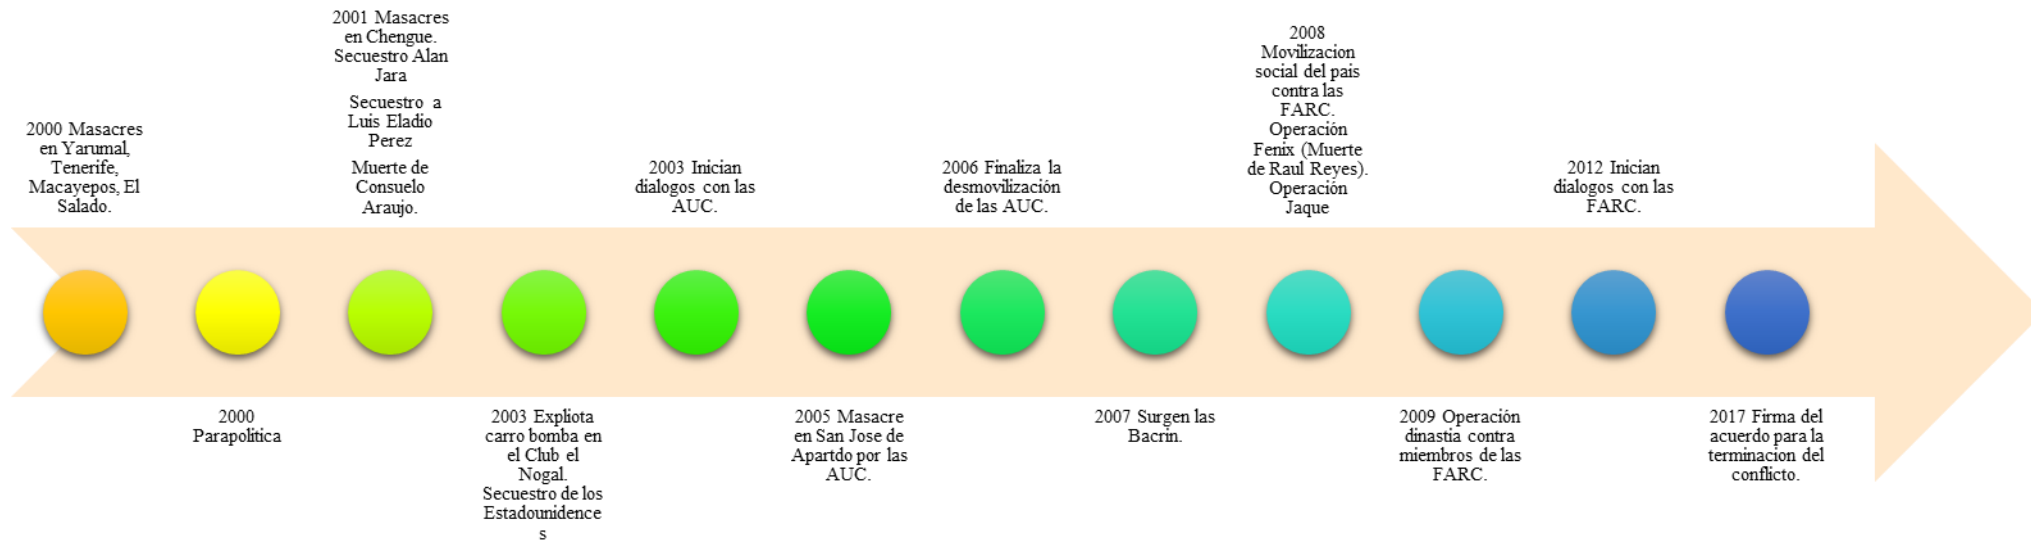 2000 Masacres
en Yarumal,
Tenerife,
Macayepos, El
Salado.
2000
Parapolitica
2001 Masacres
en Chengue.
Secuestro Alan
Jara
Secuestro a
Luis Eladio
Perez
Muerte de
Consuelo
Araujo.
2003 Expliota
carro bomba en
el Club el
Nogal.
Secuestro de los
Estadounidence
s
2003 Inician
dialogos con las
AUC.
2005 Masacre
en San Jose de
Apartdo por las
AUC.
2006 Finaliza la
desmovilización
de las AUC.
2007 Surgen las
Bacrin.
2008
Movilizacion
social del pais
contra las
FARC.
Operación
Fenix (Muerte
de Raul Reyes).
Operación
Jaque
2009 Operación
dinastia contra
miembros de las
FARC.
2012 Inician
dialogos con las
FARC.
2017 Firma del
acuerdo para la
terminacion del
conflicto.